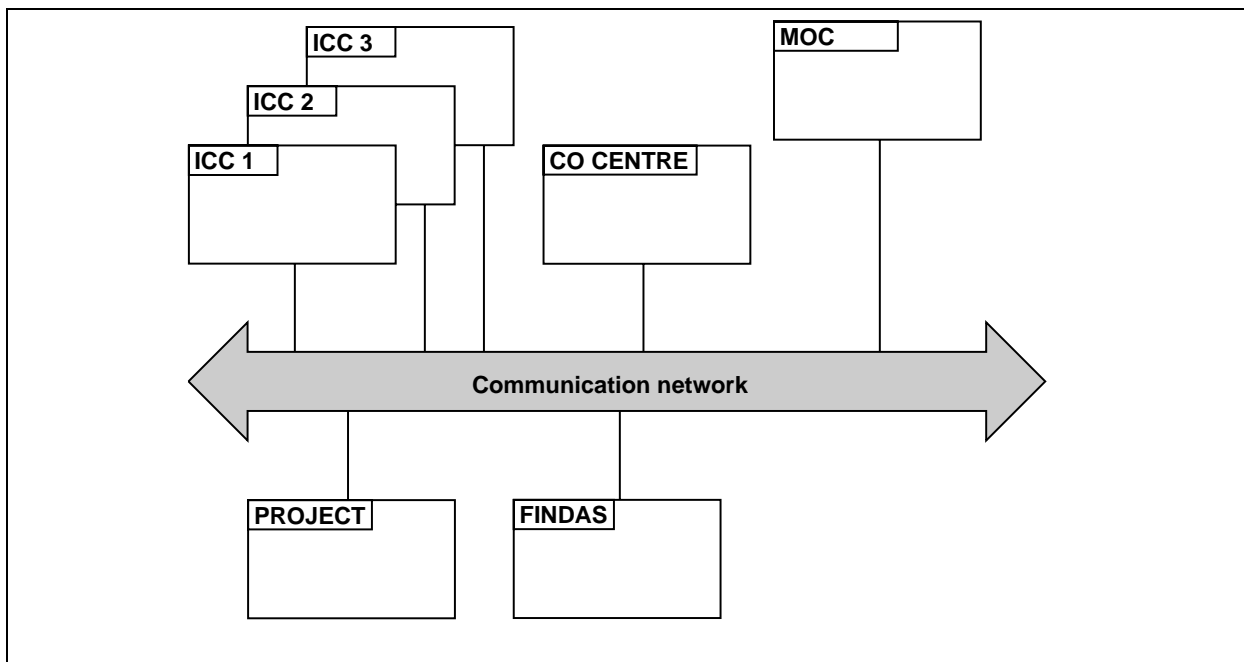 ICC 3
MOC
ICC 2
ICC 1
CO CENTRE
Communication network
PROJECT
FINDAS